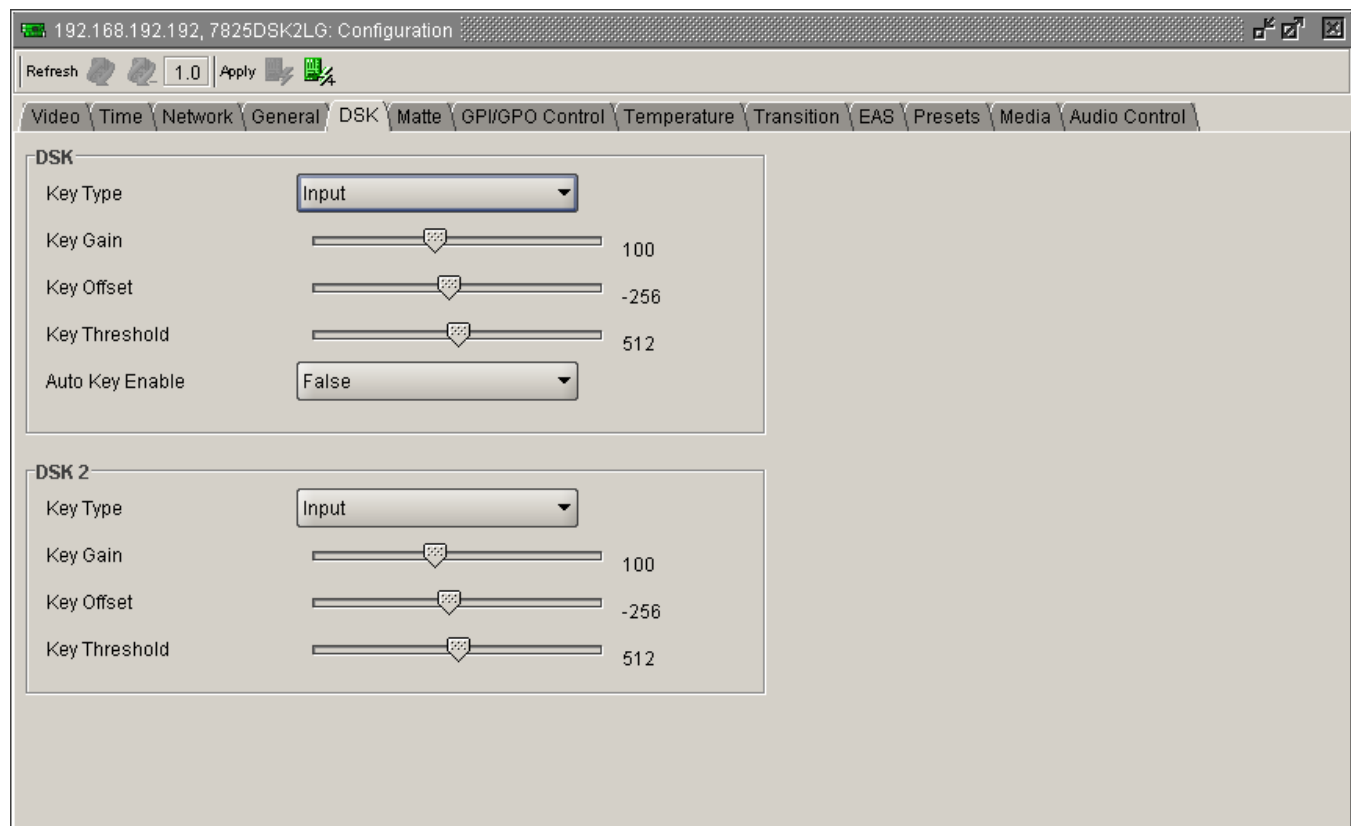 192.168.192.192, 7825DSK2LG: Configuration
Refresh 1.0 Apply
Video Time Network General DSK Matte GPI/GPO Control Temperature Transition EAS Presets Media Audio Control
DSK
Key Type Input
Key Gain 100
Key Offset -256
Key Threshold 512
Auto Key Enable False
DSK 2
Key Type Input
Key Gain 100
Key Offset -256
Key Threshold 512